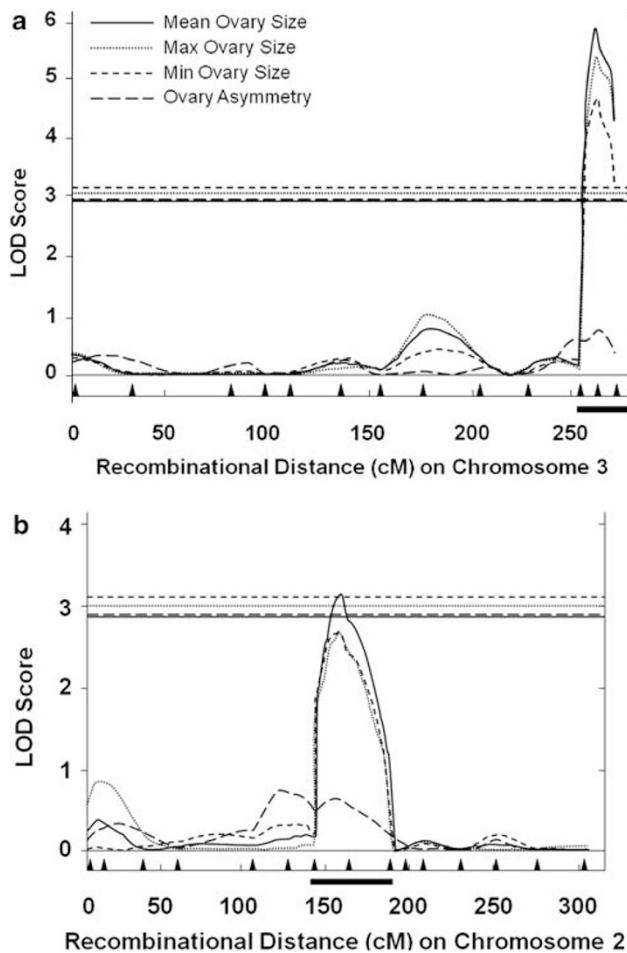 a
Mean Ovary Size
Max Ovary Size
Min Ovary Size
Ovary Asymmetry
6
5
4
3
2
1
0
LOD Score
0 50 100 150 200 250
Recombinational Distance (cM) on Chromosome 3
b
4
3
2
1
0
LOD Score
0 50 100 150 200 250 300
Recombinational Distance (cM) on Chromosome 2